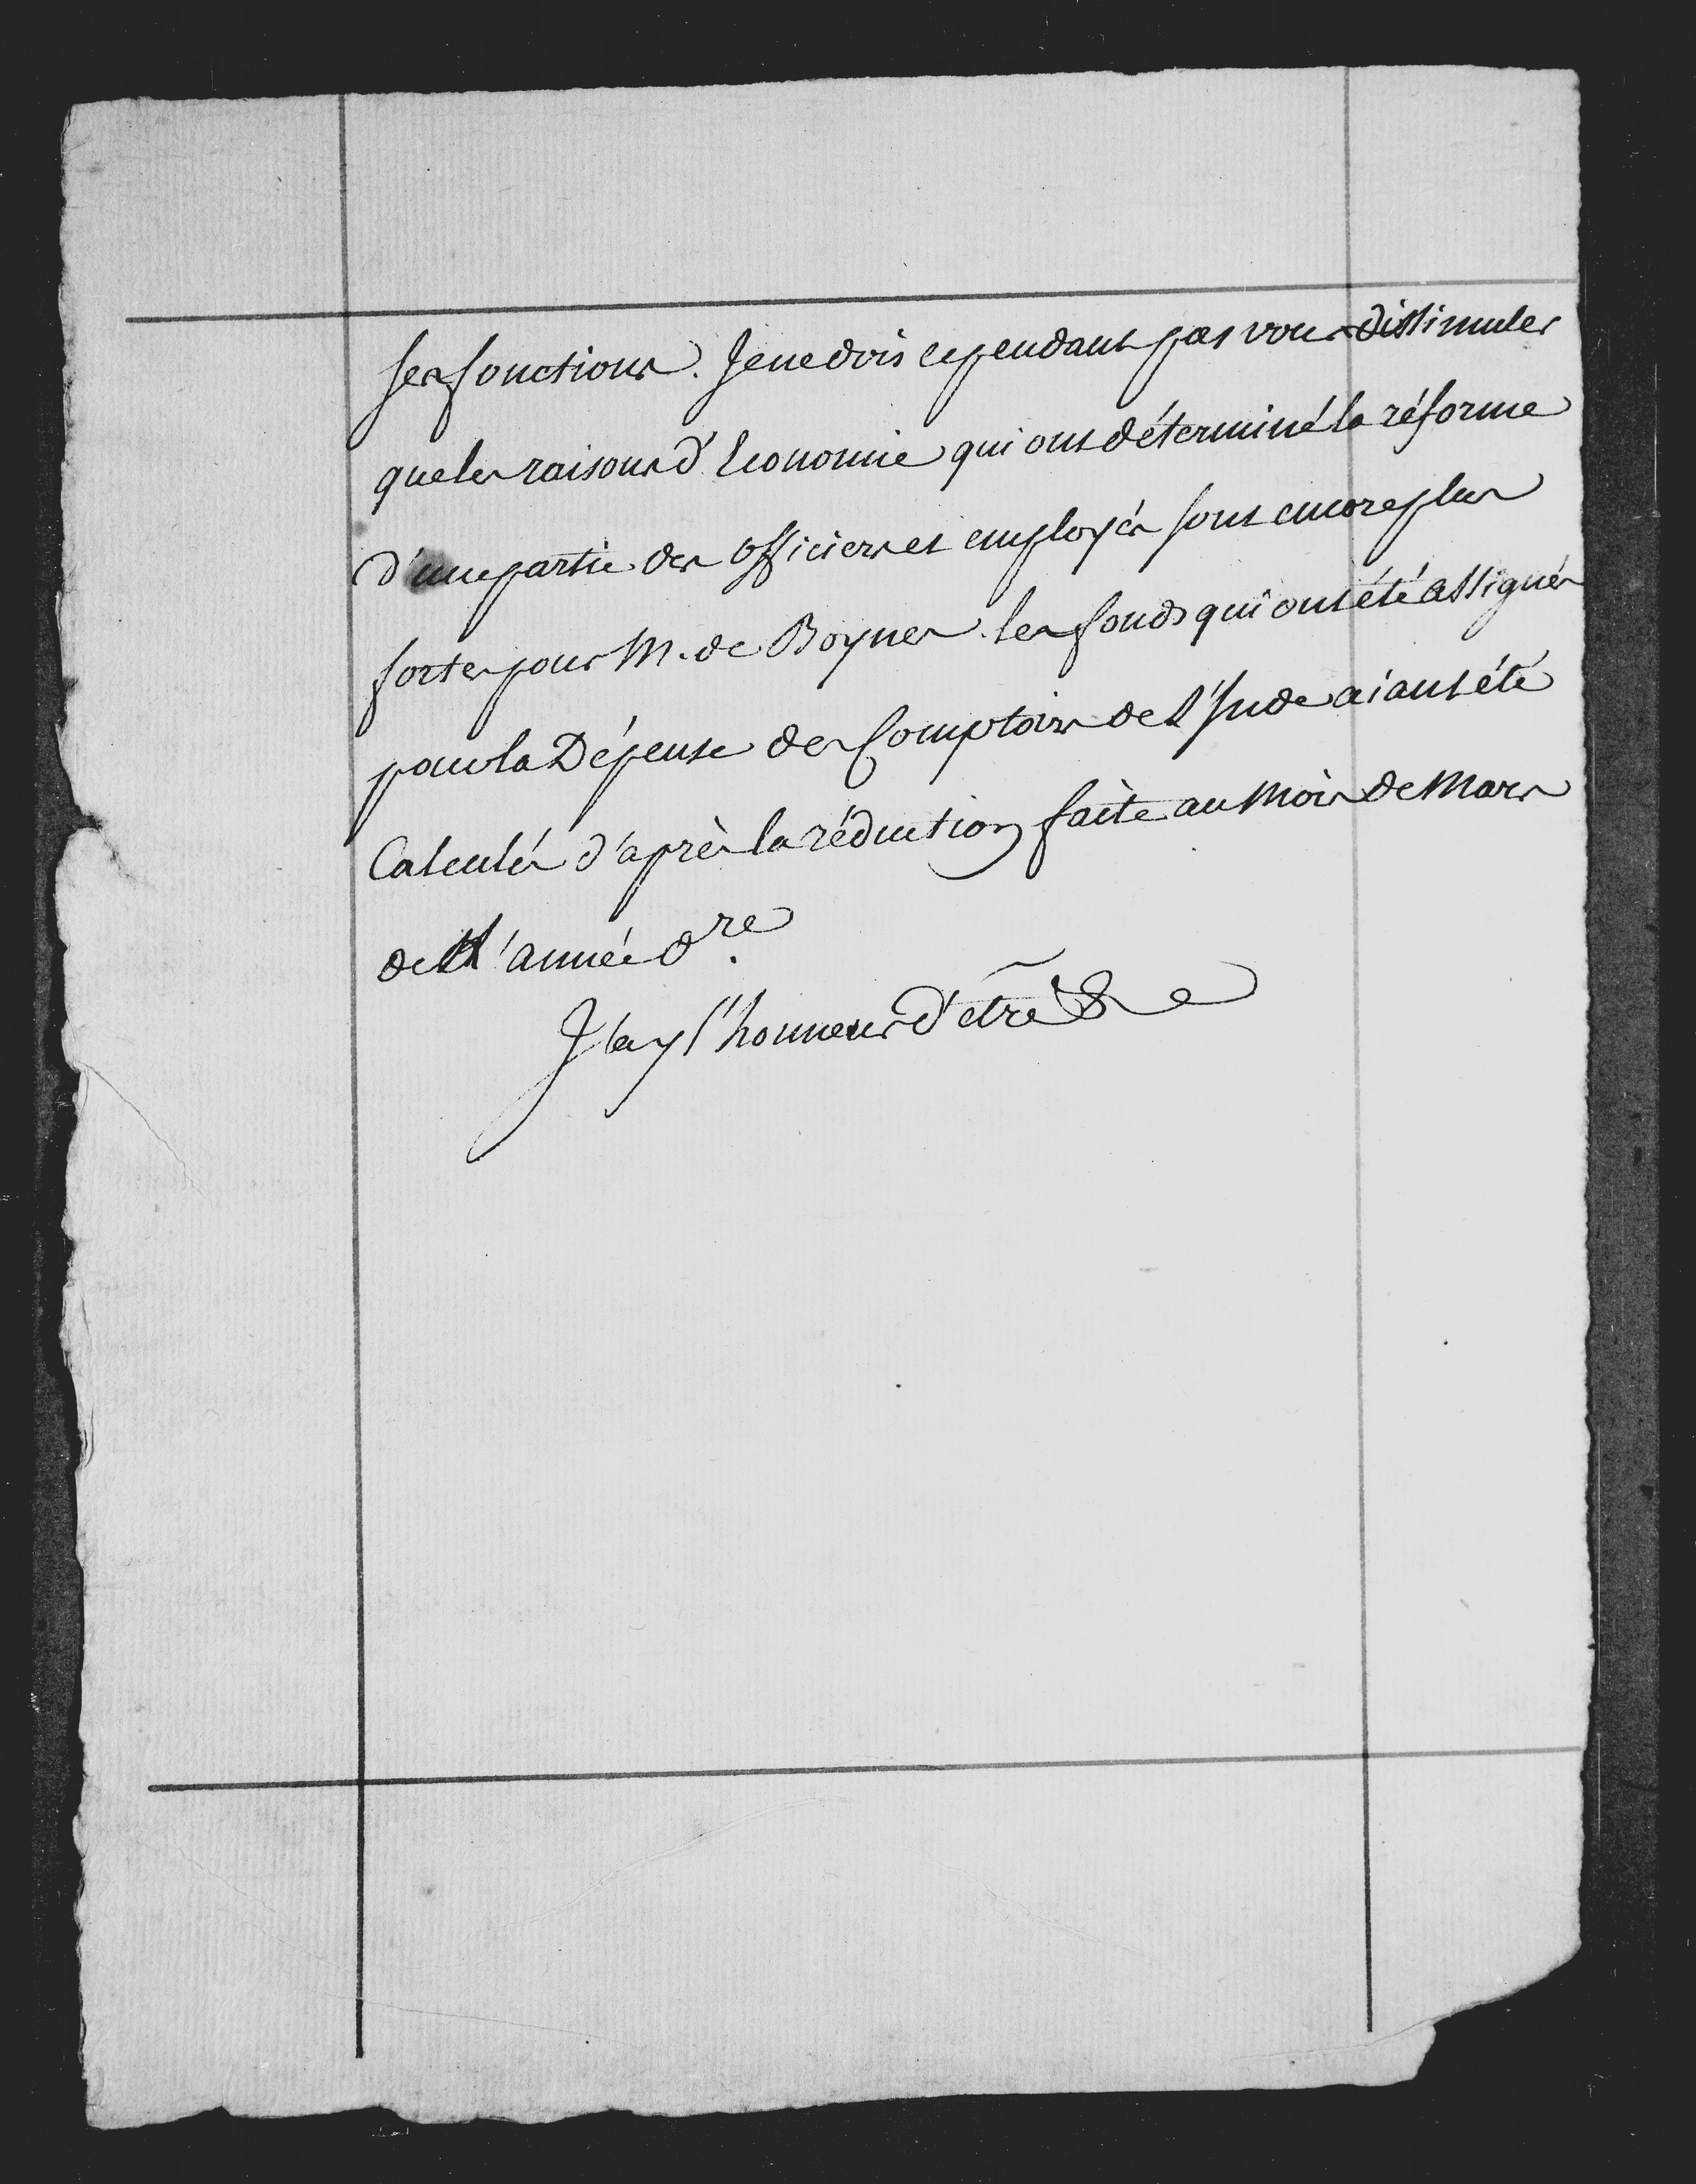 ses fonctions. Je ne dois cependant pas vous dissimuler
que les raisons d'Economie qui ont déterminé la réforme
d'une partie des officiers et employés sont encore plus
fortes pour M. de Boynes. les fonds qui ont été assignés
pour la Dépense des Comptoirs de l'Inde aiant été
Calculés d'après la réduction faite au Mois de Mars
de l'année dre.
J'ay l'honneur d'etre &a